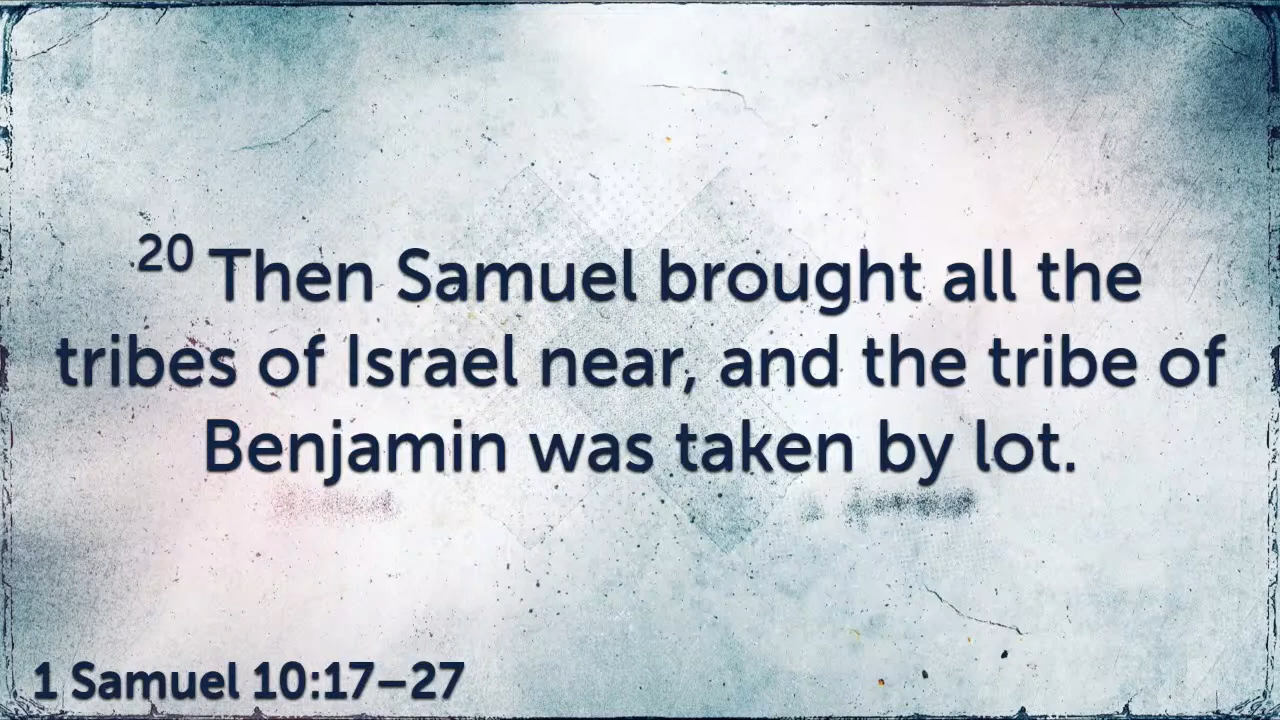 20 Then Samuel brought all the
tribes of Israel near, and the tribe of
Benjamin was taken by lot.
1 Samuel 10:17–27